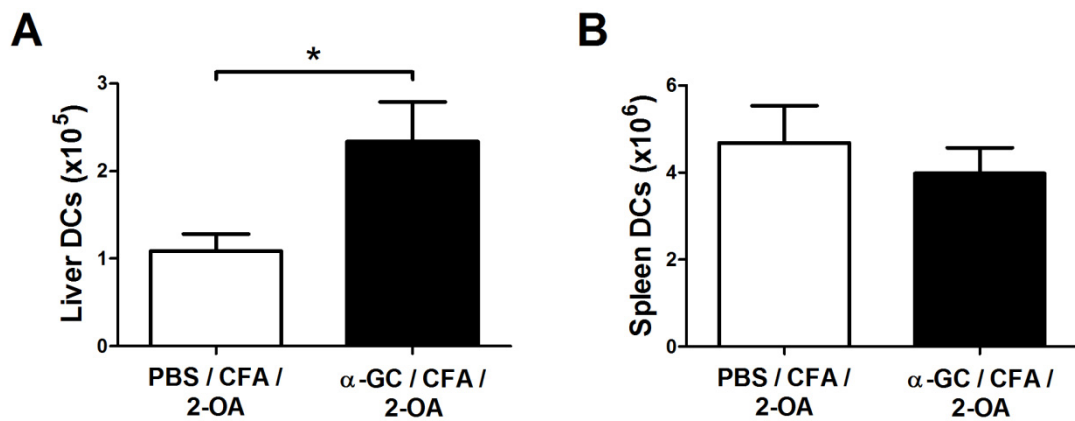 A
*
Liver DCs (x10⁵)
3
2
1
0
PBS / CFA /
2-OA
α-GC / CFA /
2-OA
B
Spleen DCs (x10⁶)
6
4
2
0
PBS / CFA /
2-OA
α-GC / CFA /
2-OA